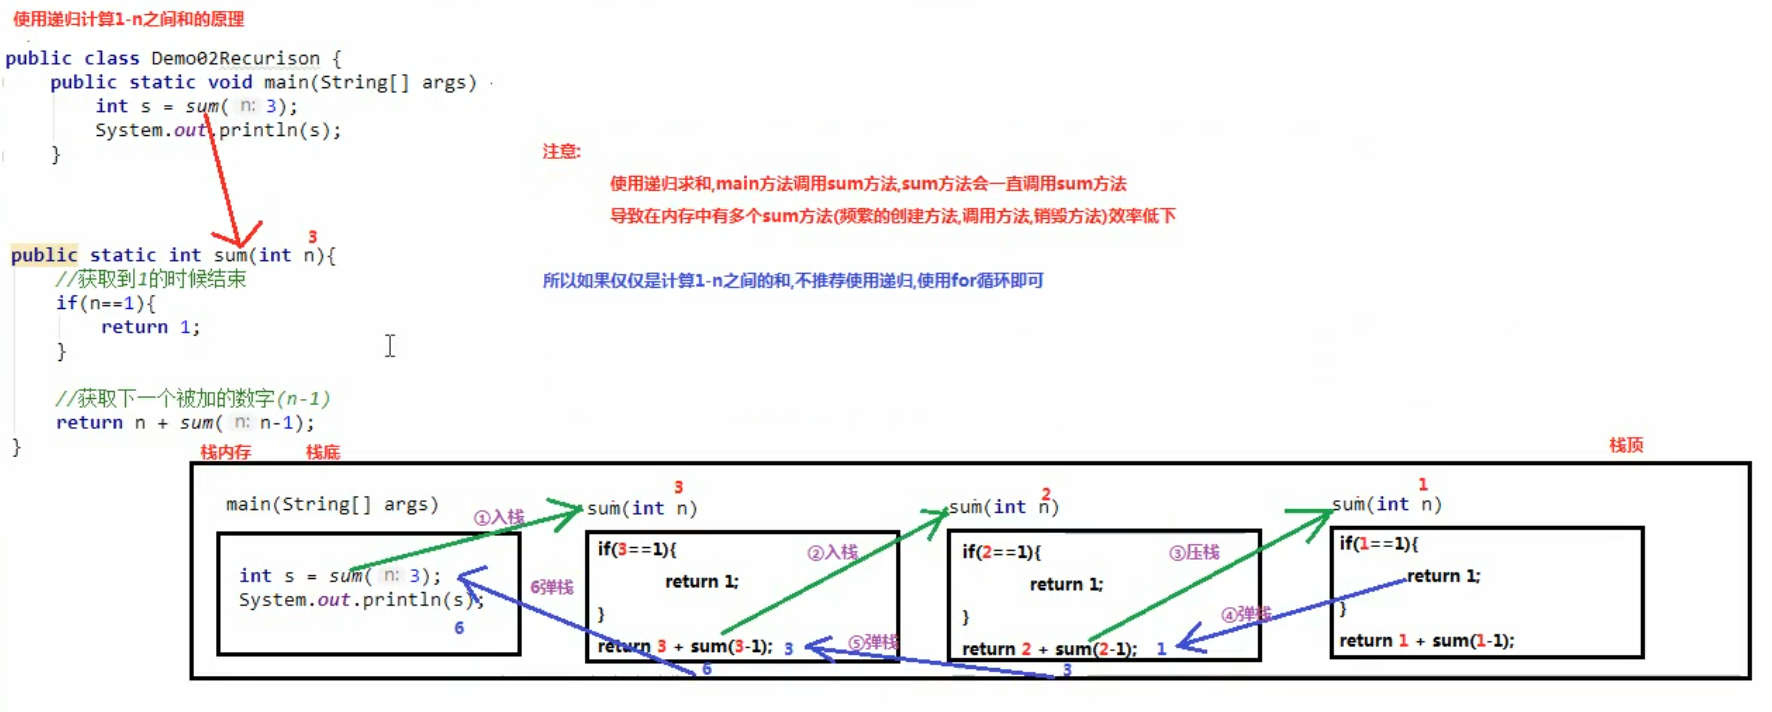 使用递归计算1-n之间和的原理
public class Demo02Recurison {
public static void main(String[] args)
int s = sum( n: 3);
System.out.println(s);
}
注意:
使用递归求和,main方法调用sum方法,sum方法会一直调用sum方法
导致在内存中有多个sum方法(频繁的创建方法,调用方法,销毁方法)效率低下
所以如果仅仅是计算1-n之间的和,不推荐使用递归,使用for循环即可
3
public static int sum(int n){
//获取到1的时候结束
if(n==1){
return 1;
}
//获取下一个被加的数字(n-1)
return n + sum( n: n-1);
}
栈内存 栈底 栈顶
main(String[] args)
int s = sum( n: 3);
System.out.println(s);
6
①入栈
3
sum(int n)
if(3==1){
return 1;
}
return 3 + sum(3-1); 3
6弹栈
6
②入栈
2
sum(int n)
if(2==1){
return 1;
}
return 2 + sum(2-1); 1
⑤弹栈
3
③压栈
1
sum(int n)
if(1==1){
return 1;
}
return 1 + sum(1-1);
④弹栈